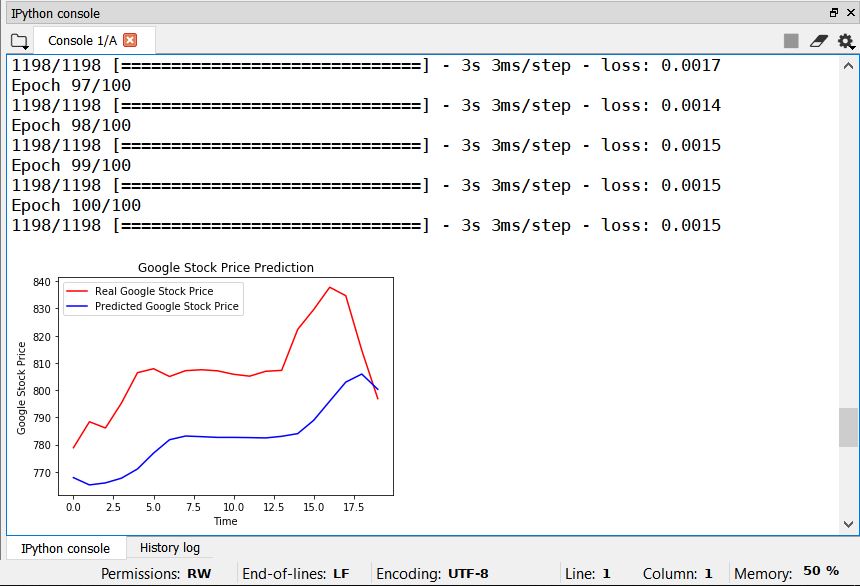 IPython console
Console 1/A
1198/1198 [==============================] - 3s 3ms/step - loss: 0.0017
Epoch 97/100
1198/1198 [==============================] - 3s 3ms/step - loss: 0.0014
Epoch 98/100
1198/1198 [==============================] - 3s 3ms/step - loss: 0.0015
Epoch 99/100
1198/1198 [==============================] - 3s 3ms/step - loss: 0.0015
Epoch 100/100
1198/1198 [==============================] - 3s 3ms/step - loss: 0.0015
Google Stock Price Prediction
Real Google Stock Price
Predicted Google Stock Price
Google Stock Price
840
830
820
810
800
790
780
770
0.0 2.5 5.0 7.5 10.0 12.5 15.0 17.5
Time
IPython console History log
Permissions: RW End-of-lines: LF Encoding: UTF-8 Line: 1 Column: 1 Memory: 50 %